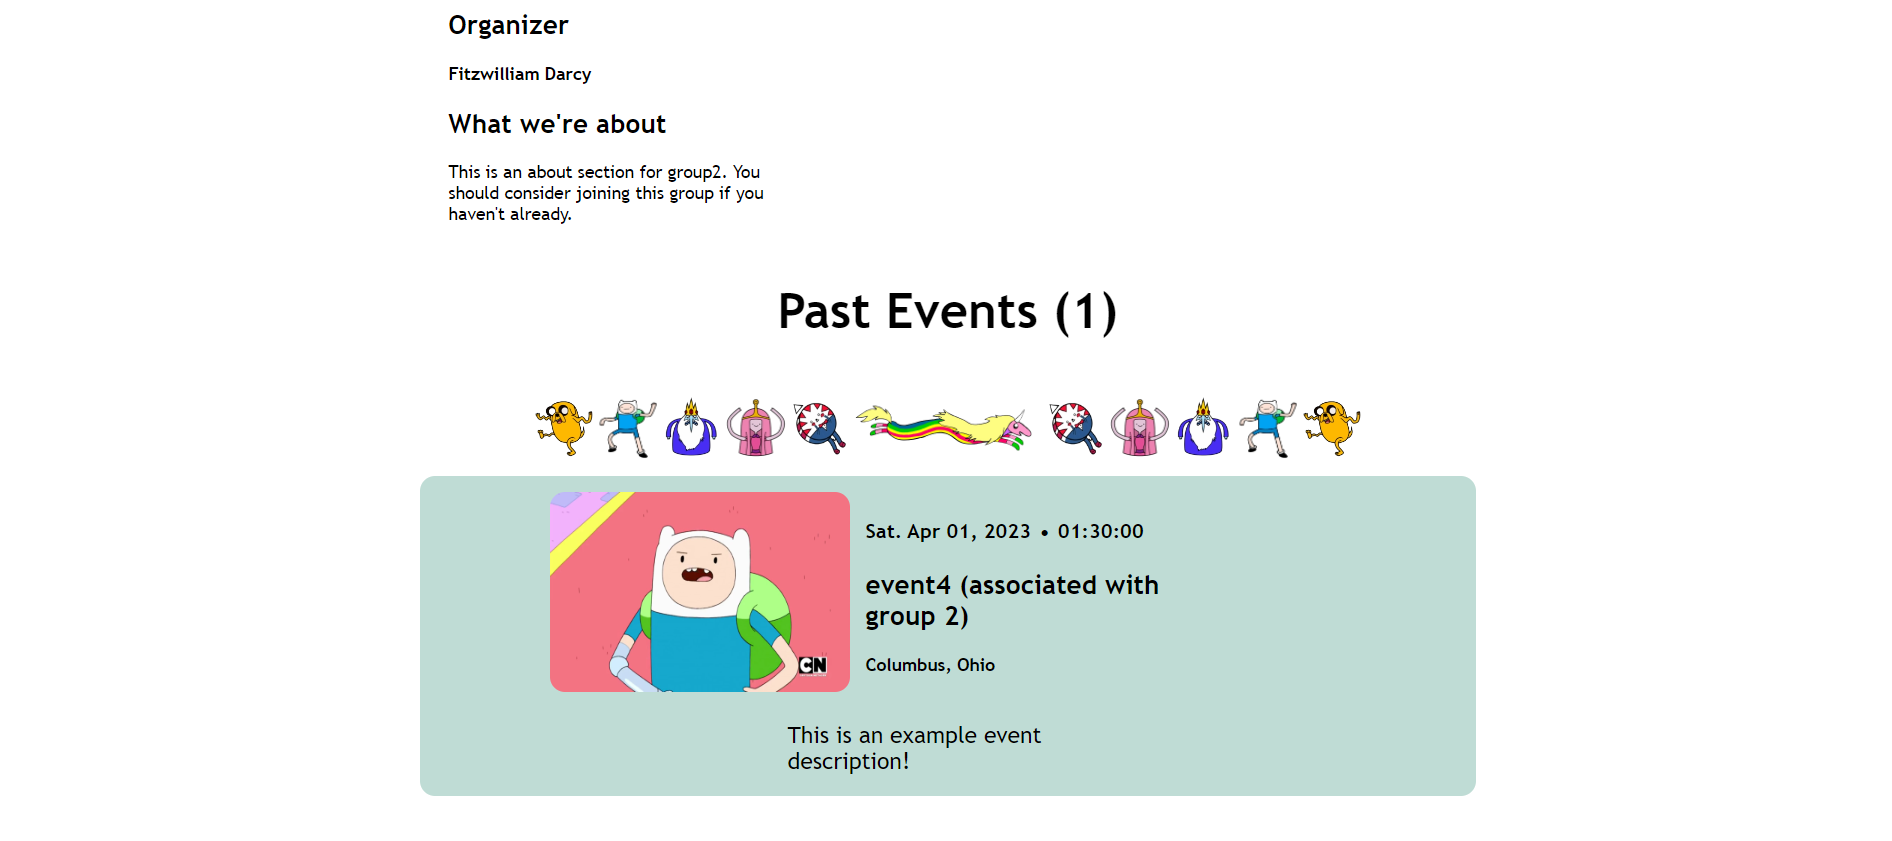 Organizer
Fitzwilliam Darcy
What we're about
This is an about section for group2. You
should consider joining this group if you
haven't already.
Past Events (1)
Sat. Apr 01, 2023 • 01:30:00
event4 (associated with
group 2)
Columbus, Ohio
CN
This is an example event
description!